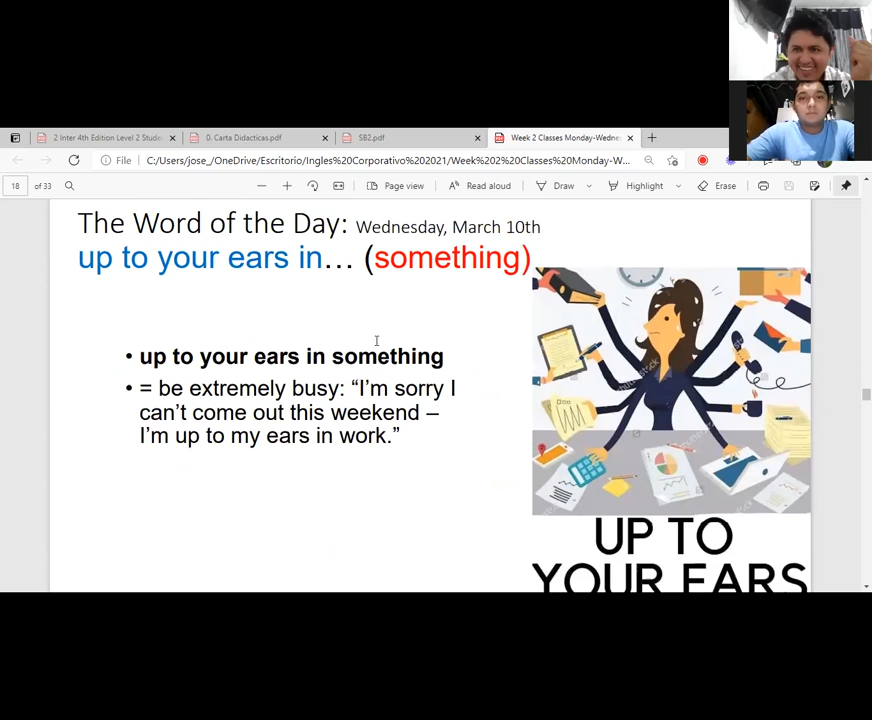 2 Inter 4th Edition Level 2 Stude
0. Carta Didacticas.pdf
SB2.pdf
Week 2 Classes Monday-Wedne
File
C:/Users/jose_/OneDrive/Escritorio/Ingles%20Corporativo%202021/Week%202%20Classes%20Monday-W...
18 of 33
Page view
Read aloud
Draw
Highlight
Erase
The Word of the Day: Wednesday, March 10th
up to your ears in… (something)
• up to your ears in something
• = be extremely busy: “I’m sorry I
can’t come out this weekend –
I’m up to my ears in work.”
UP TO
YOUR EARS